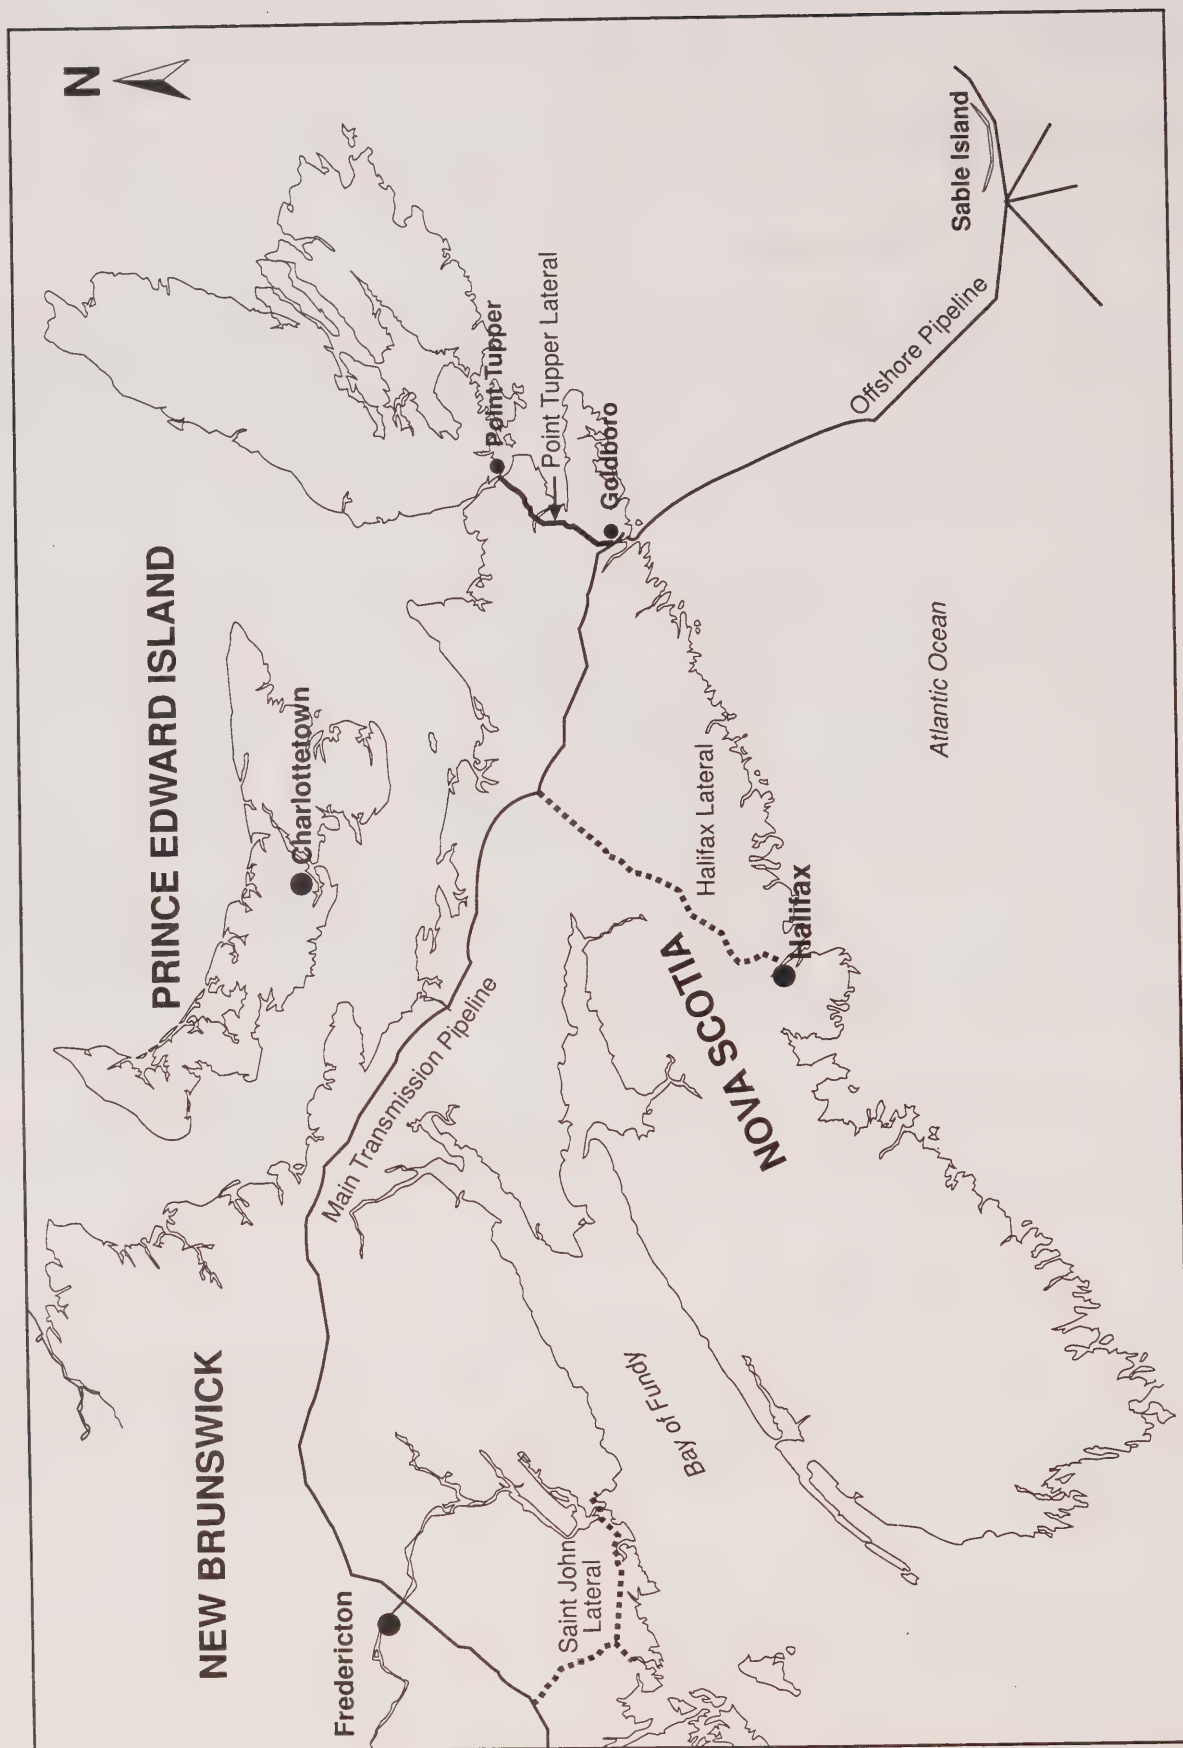 N
PRINCE EDWARD ISLAND
Charlottetown
NEW BRUNSWICK
Fredericton
Main Transmission Pipeline
Point Tupper
Point Tupper Lateral
Goldboro
Sable Island
Offshore Pipeline
Halifax Lateral
Halifax
NOVA SCOTIA
Atlantic Ocean
Bay of Fundy
Saint John
Lateral